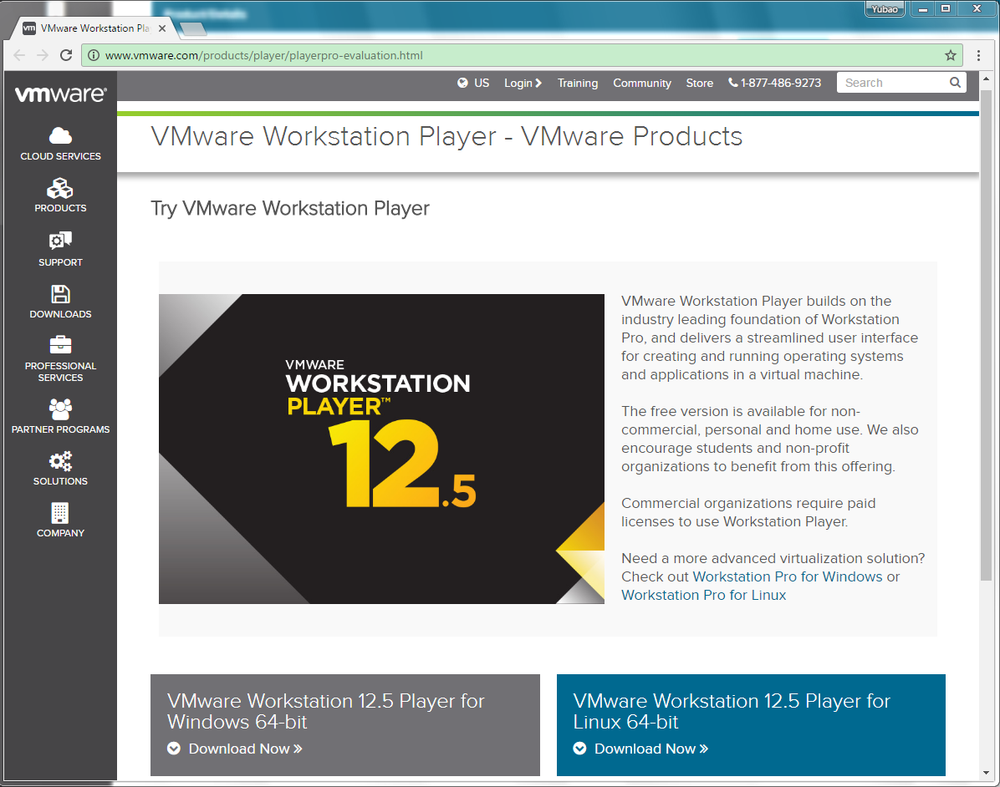 Product Details
Yubao
vm VMware Workstation Pla
www.vmware.com/products/player/playerpro-evaluation.html
vmware®
US Login Training Community Store 1-877-486-9273 Search
CLOUD SERVICES
PRODUCTS
SUPPORT
DOWNLOADS
PROFESSIONAL
SERVICES
PARTNER PROGRAMS
SOLUTIONS
COMPANY
VMware Workstation Player - VMware Products
Try VMware Workstation Player
VMWARE
WORKSTATION
PLAYER™
12.5
VMware Workstation Player builds on the
industry leading foundation of Workstation
Pro, and delivers a streamlined user interface
for creating and running operating systems
and applications in a virtual machine.
The free version is available for non-
commercial, personal and home use. We also
encourage students and non-profit
organizations to benefit from this offering.
Commercial organizations require paid
licenses to use Workstation Player.
Need a more advanced virtualization solution?
Check out Workstation Pro for Windows or
Workstation Pro for Linux
VMware Workstation 12.5 Player for
Windows 64-bit
Download Now »
VMware Workstation 12.5 Player for
Linux 64-bit
Download Now »